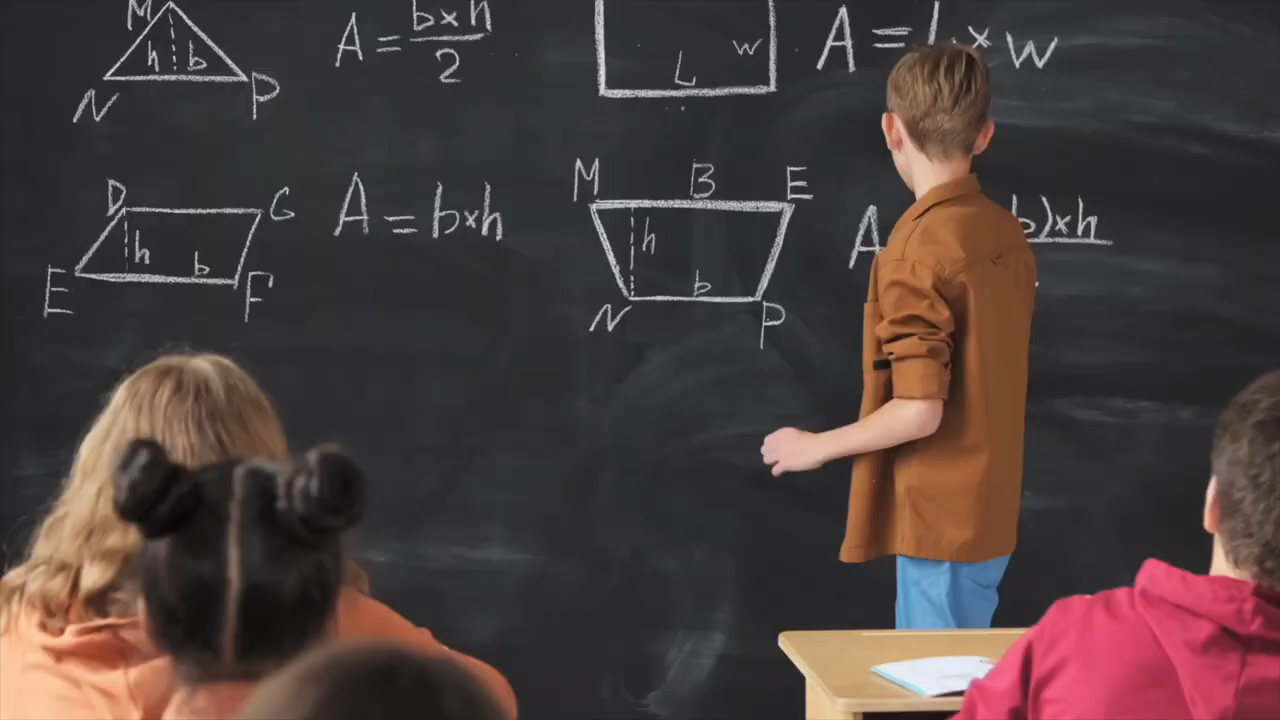 M
h b
N P
A = b×h
2
L w
A = L × w
D G
h
b
E F
A = b×h
M B E
h
b
N P
A b)×h